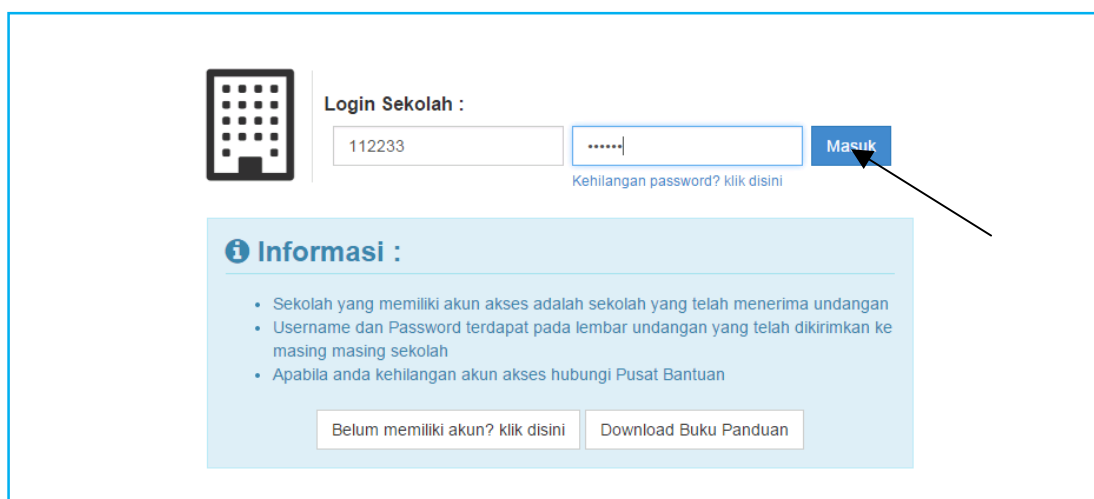 Login Sekolah :
112233
••••••
Masuk
Kehilangan password? klik disini
Informasi :
• Sekolah yang memiliki akun akses adalah sekolah yang telah menerima undangan
• Username dan Password terdapat pada lembar undangan yang telah dikirimkan ke
masing masing sekolah
• Apabila anda kehilangan akun akses hubungi Pusat Bantuan
Belum memiliki akun? klik disini
Download Buku Panduan